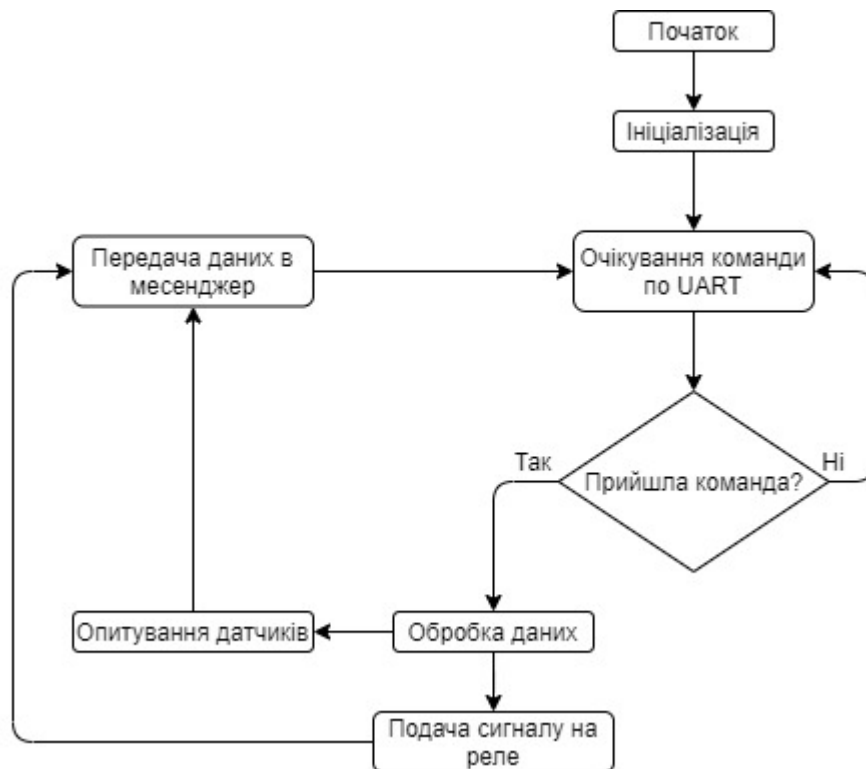 Початок
Ініціалізація
Передача даних в
месенджер
Очікування команди
по UART
Так
Ні
Прийшла команда?
Опитування датчиків
Обробка даних
Подача сигналу на
реле